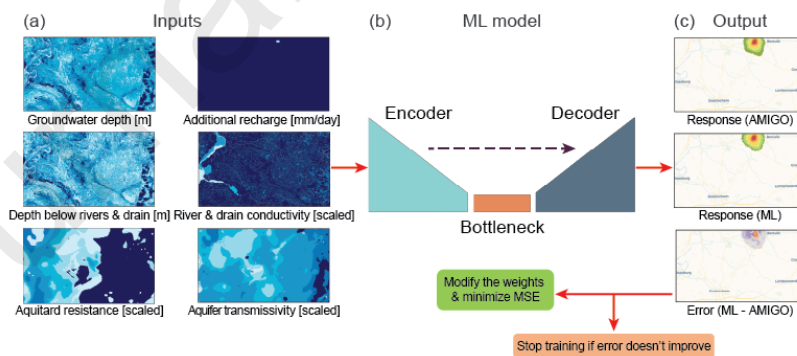 (a) Inputs
(b) ML model
(c) Output
Groundwater depth [m]
Additional recharge [mm/day]
Depth below rivers & drain [m]
River & drain conductivity [scaled]
Aquitard resistance [scaled]
Aquifer transmissivity [scaled]
Encoder
Decoder
Bottleneck
Response (AMIGO)
Response (ML)
Error (ML - AMIGO)
Modify the weights
& minimize MSE
Stop training if error doesn't improve